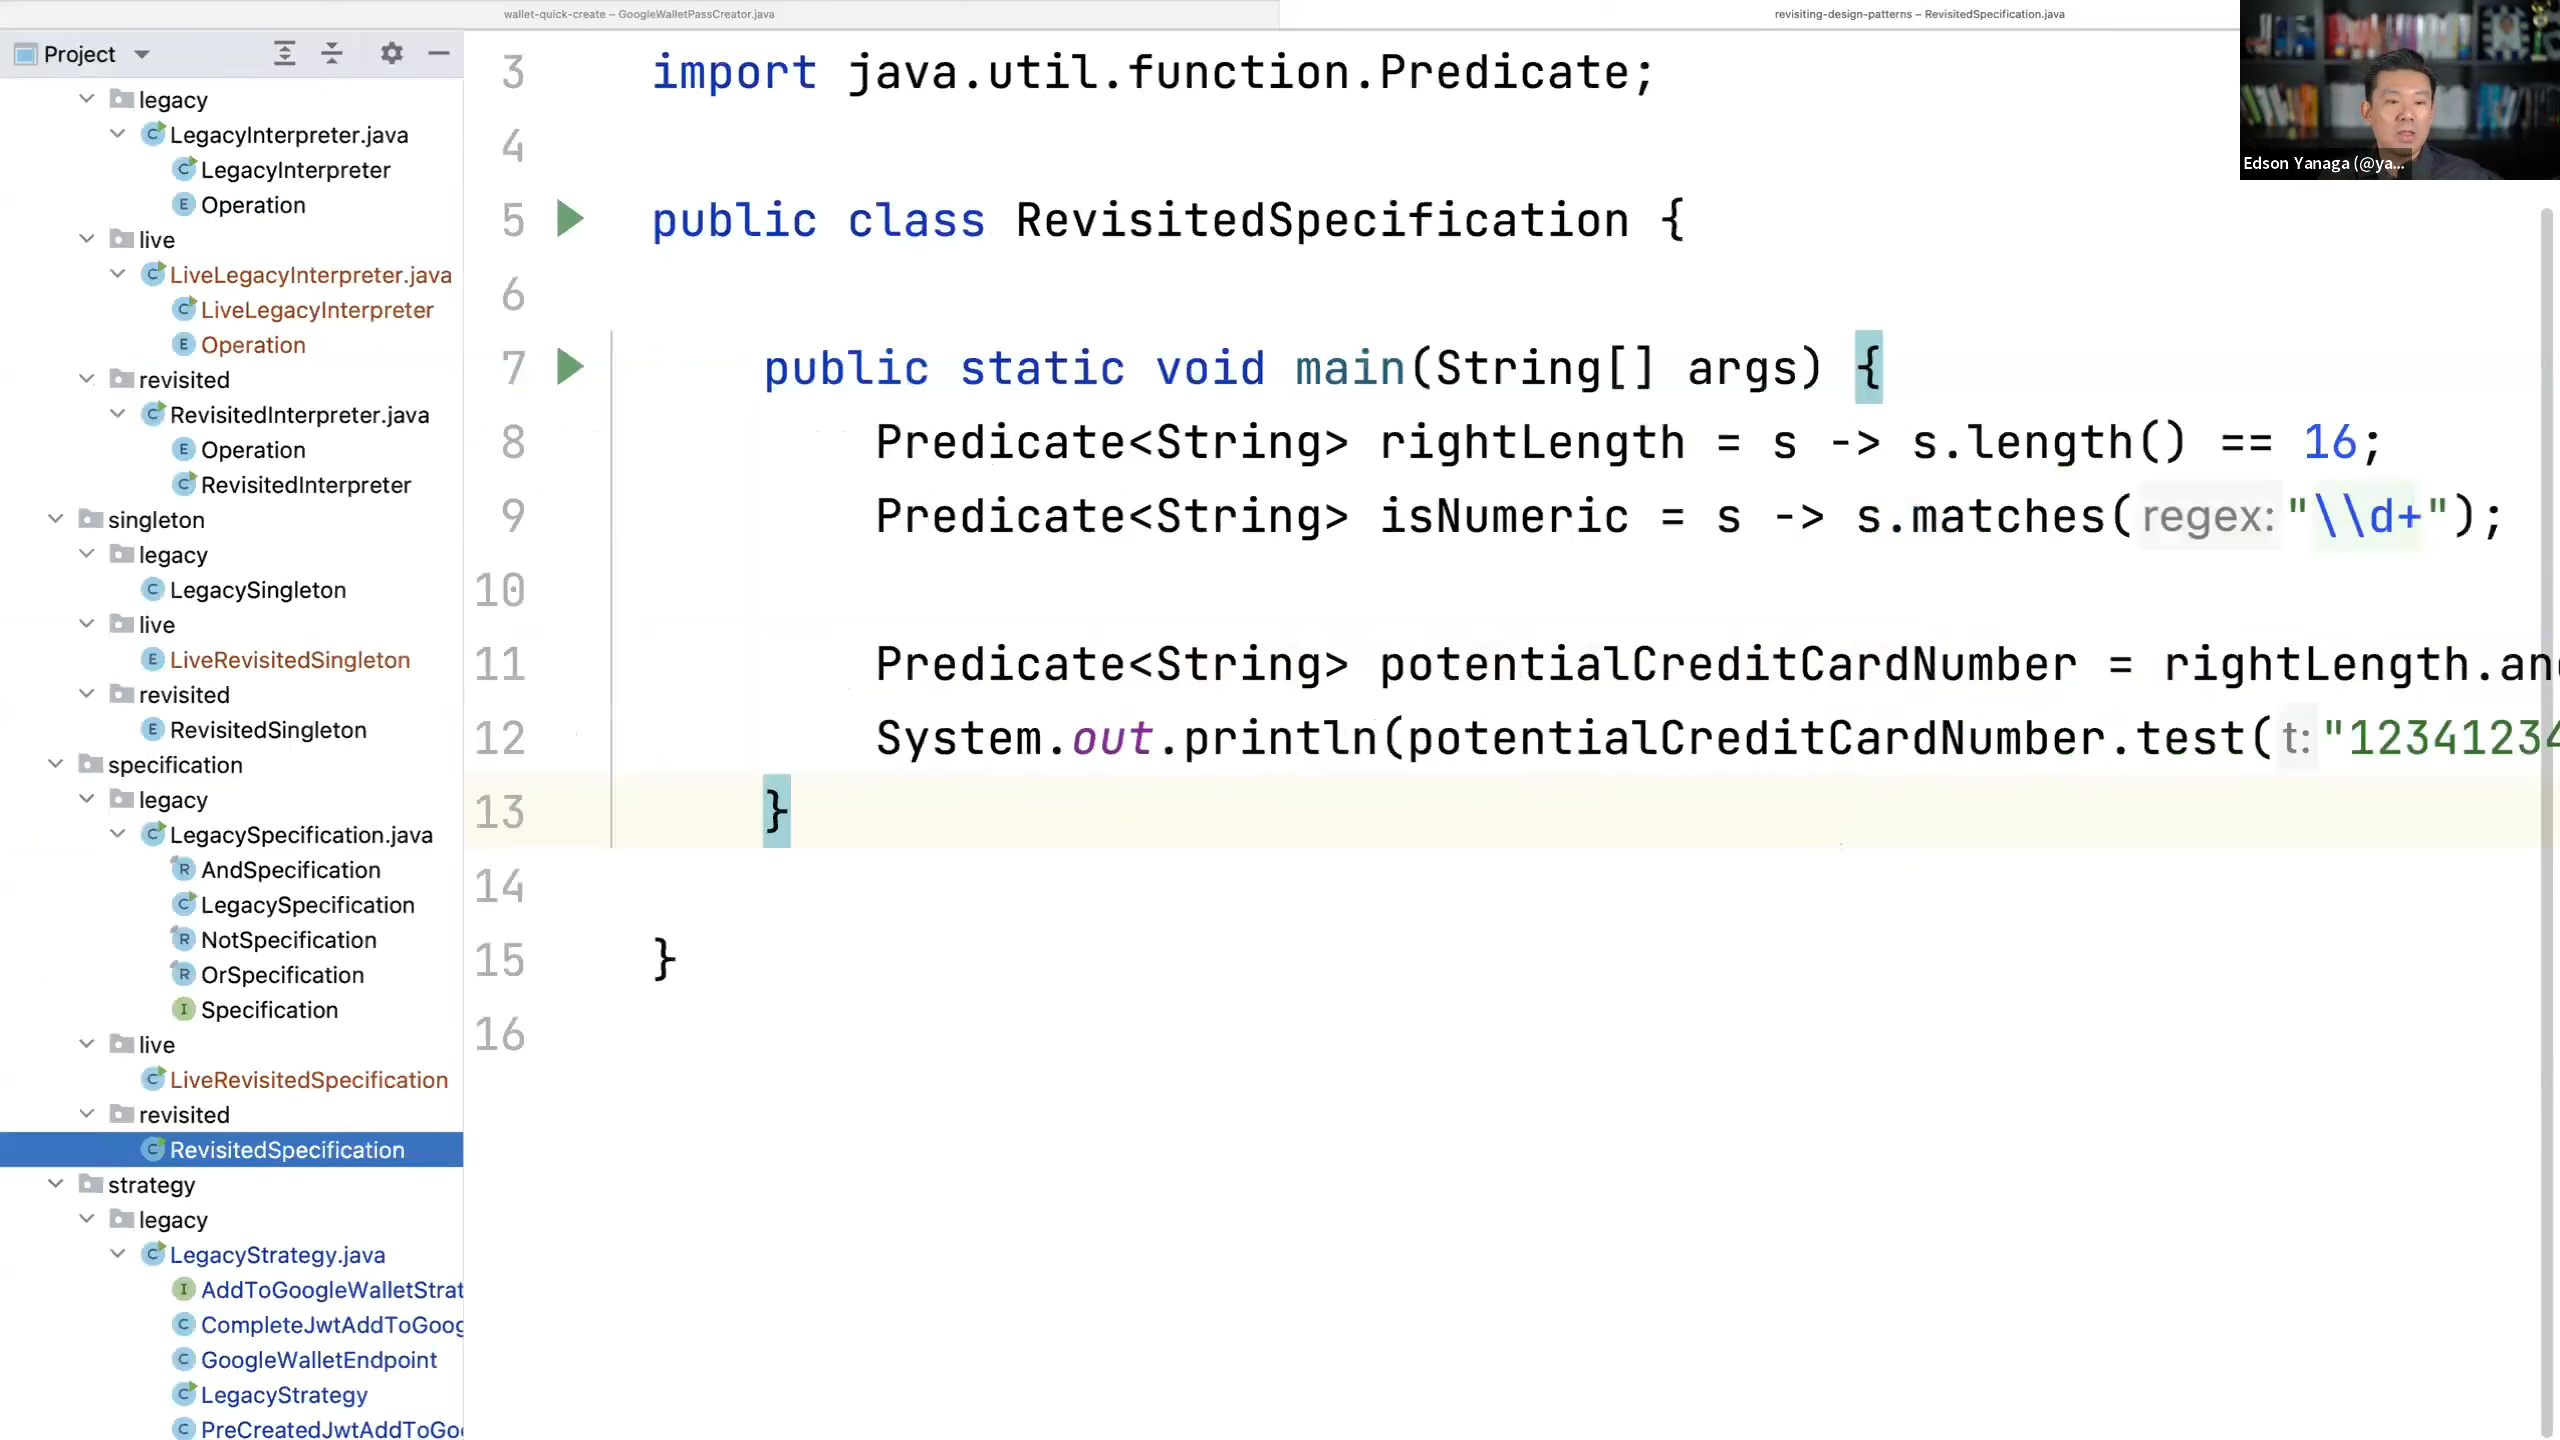 wallet-quick-create – GoogleWalletPassCreator.java
revisiting-design-patterns – RevisitedSpecification.java
Project
legacy
LegacyInterpreter.java
LegacyInterpreter
Operation
live
LiveLegacyInterpreter.java
LiveLegacyInterpreter
Operation
revisited
RevisitedInterpreter.java
Operation
RevisitedInterpreter
singleton
legacy
LegacySingleton
live
LiveRevisitedSingleton
revisited
RevisitedSingleton
specification
legacy
LegacySpecification.java
AndSpecification
LegacySpecification
NotSpecification
OrSpecification
Specification
live
LiveRevisitedSpecification
revisited
RevisitedSpecification
strategy
legacy
LegacyStrategy.java
AddToGoogleWalletStrat
CompleteJwtAddToGoog
GoogleWalletEndpoint
LegacyStrategy
PreCreatedJwtAddToGoo
3 import java.util.function.Predicate;
4
5 public class RevisitedSpecification {
6
7 public static void main(String[] args) {
8 Predicate<String> rightLength = s -> s.length() == 16;
9 Predicate<String> isNumeric = s -> s.matches( regex: "\\d+");
10
11 Predicate<String> potentialCreditCardNumber = rightLength.an
12 System.out.println(potentialCreditCardNumber.test( t: "12341234
13 }
14
15 }
16
Edson Yanaga (@ya...